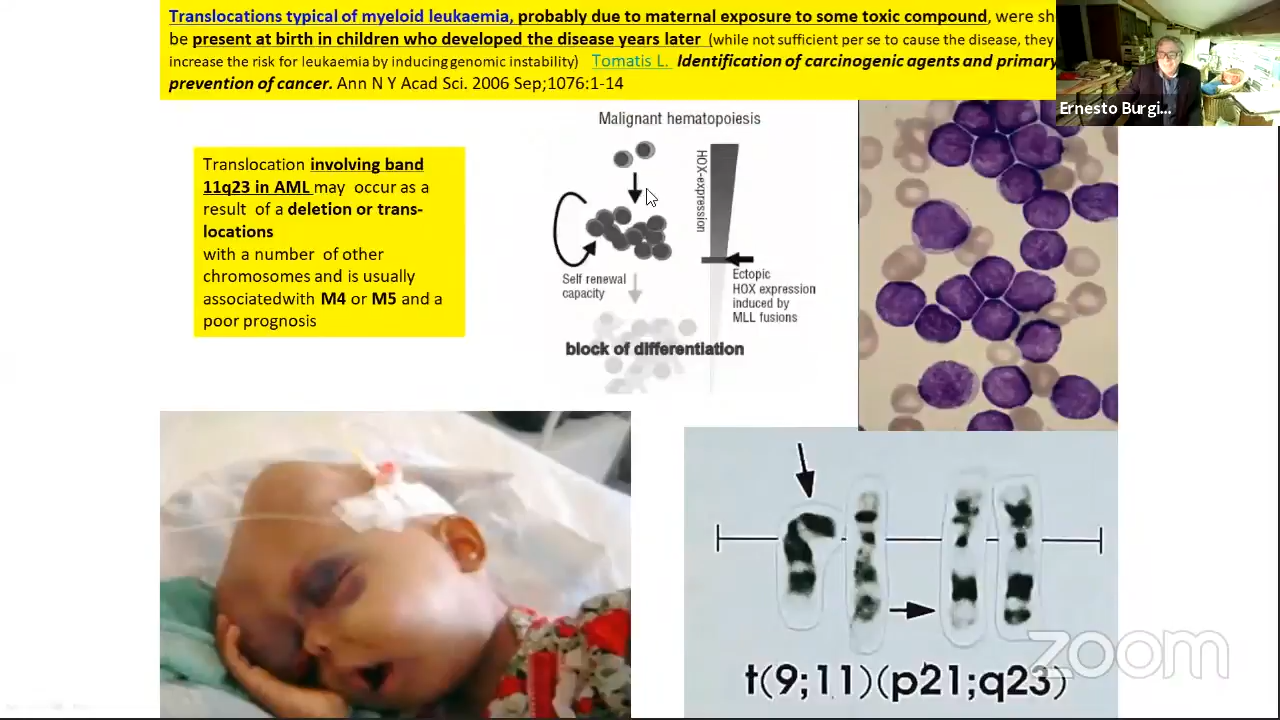 Translocations typical of myeloid leukaemia, probably due to maternal exposure to some toxic compound, were sh
be present at birth in children who developed the disease years later (while not sufficient per se to cause the disease, they
increase the risk for leukaemia by inducing genomic instability) Tomatis L. Identification of carcinogenic agents and primary
prevention of cancer. Ann N Y Acad Sci. 2006 Sep;1076:1-14
Ernesto Burgi...
Translocation involving band
11q23 in AML may occur as a
result of a deletion or trans-
locations
with a number of other
chromosomes and is usually
associatedwith M4 or M5 and a
poor prognosis
Malignant hematopoiesis
HOX-expression
Self renewal
capacity
Ectopic
HOX expression
induced by
MLL fusions
block of differentiation
t(9;11)(p21;q23)
zoom